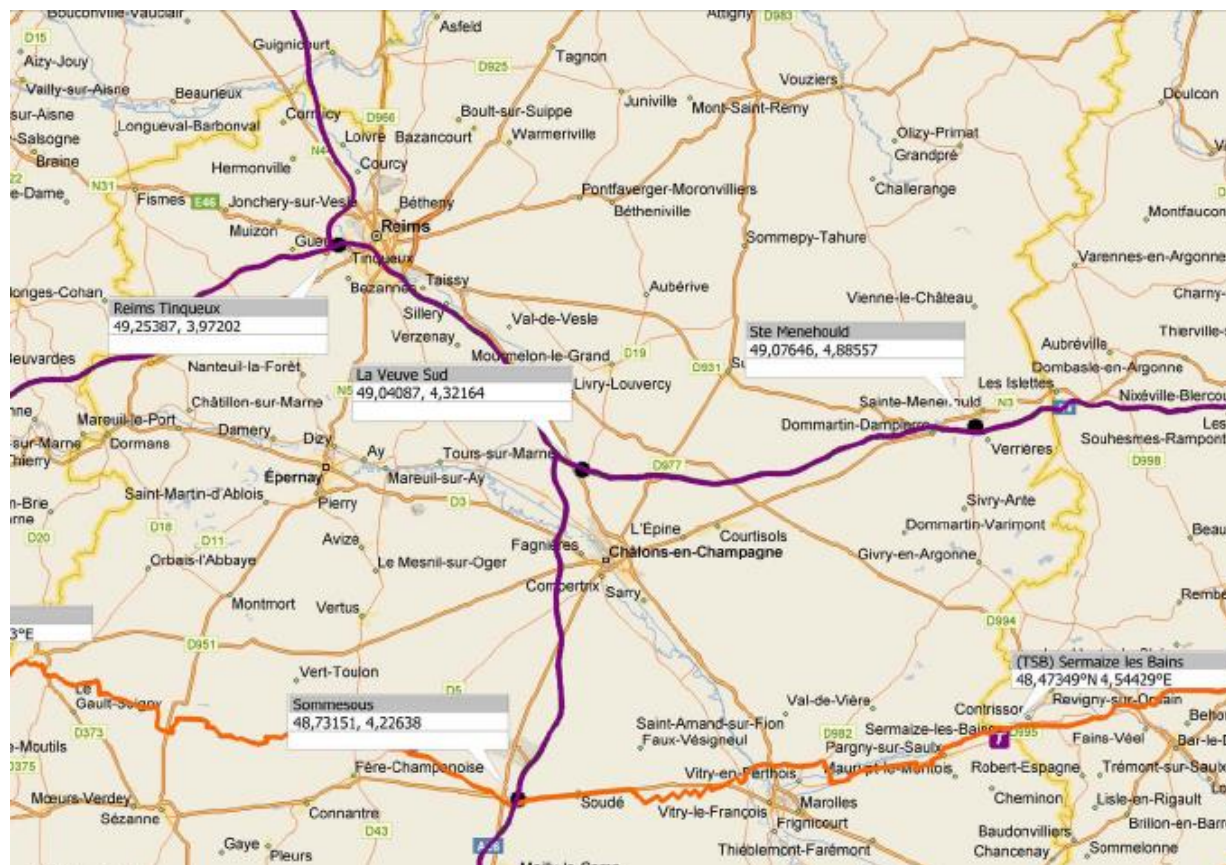 Bouconville-Vauclair
D15
Aizy-Jouy
Vailly-sur-Aisne
Beaurieux
Guignicourt
Asfeld
Attigny
D983
Tagnon
D925
Vouziers
Doulcon
Juniville
Mont-Saint-Remy
Longueval-Barbonval
Cormicy
Loivre
D966
Bazancourt
Boult-sur-Suippe
Warmeriville
Olizy-Primat
Grandpré
Salsogne
Braine
Hermonville
Courcy
Challerange
N31
Fismes
E46
Jonchery-sur-Vesle
Bétheny
Pontfaverger-Moronvilliers
Bétheniville
Montfaucon
Muizon
Reims
Tinqueux
Sommepy-Tahure
Varennes-en-Argonne
Bezannes
Taissy
Sillery
Aubérive
Vienne-le-Château
Charny-
Reims Tinqueux
49,25387, 3,97202
Verzenay
Val-de-Vesle
Ste Menehould
49,07646, 4,88557
Thierville-
Beuvardes
Nanteuil-la-Forêt
Mourmelon-le-Grand
D19
D931
Aubréville
Dombasle-en-Argonne
La Veuve Sud
49,04087, 4,32164
Livry-Louvercy
Les Islettes
Nixéville-Blercou
Mareuil-le-Port
Châtillon-sur-Marne
Sainte-Menehould
N3
Dormans
Damery
Dizy
Dommartin-Dampierre
Verrières
Souhesmes-Rampont
Ay
Tours-sur-Marne
D977
D998
Épernay
Mareuil-sur-Ay
Saint-Martin-d'Ablois
Pierry
D3
Sivry-Ante
D20
D18
D11
Avize
L'Épine
Courtisols
Dommartin-Varimont
Orbais-l'Abbaye
Le Mesnil-sur-Oger
Fagnières
Châlons-en-Champagne
Givry-en-Argonne
Compertrix
Sarry
Montmort
Vertus
3°E
D951
D994
Vert-Toulon
D5
(TSB) Sermaize les Bains
48,47349°N 4,54429°E
Le
Gault-Soigny
Sommesous
48,73151, 4,22638
Val-de-Vière
Contrisson
Revigny-sur-Ornain
D373
Saint-Amand-sur-Fion
Faux-Vésigneul
D982
Sermaize-les-Bains
D995
Fains-Véel
D375
Pargny-sur-Saulx
Fère-Champenoise
Vitry-en-Perthois
Maurupt-le-Montois
Robert-Espagne
Trémont-sur-Saulx
Mœurs-Verdey
Soudé
Cheminon
Sézanne
Connantre
Vitry-le-François
Marolles
Lisle-en-Rigault
D43
Frignicourt
Baudonvilliers
Brillon-en-Barro
Gaye
Pleurs
A26
Thiéblemont-Farémont
Chancenay
Sommelonne